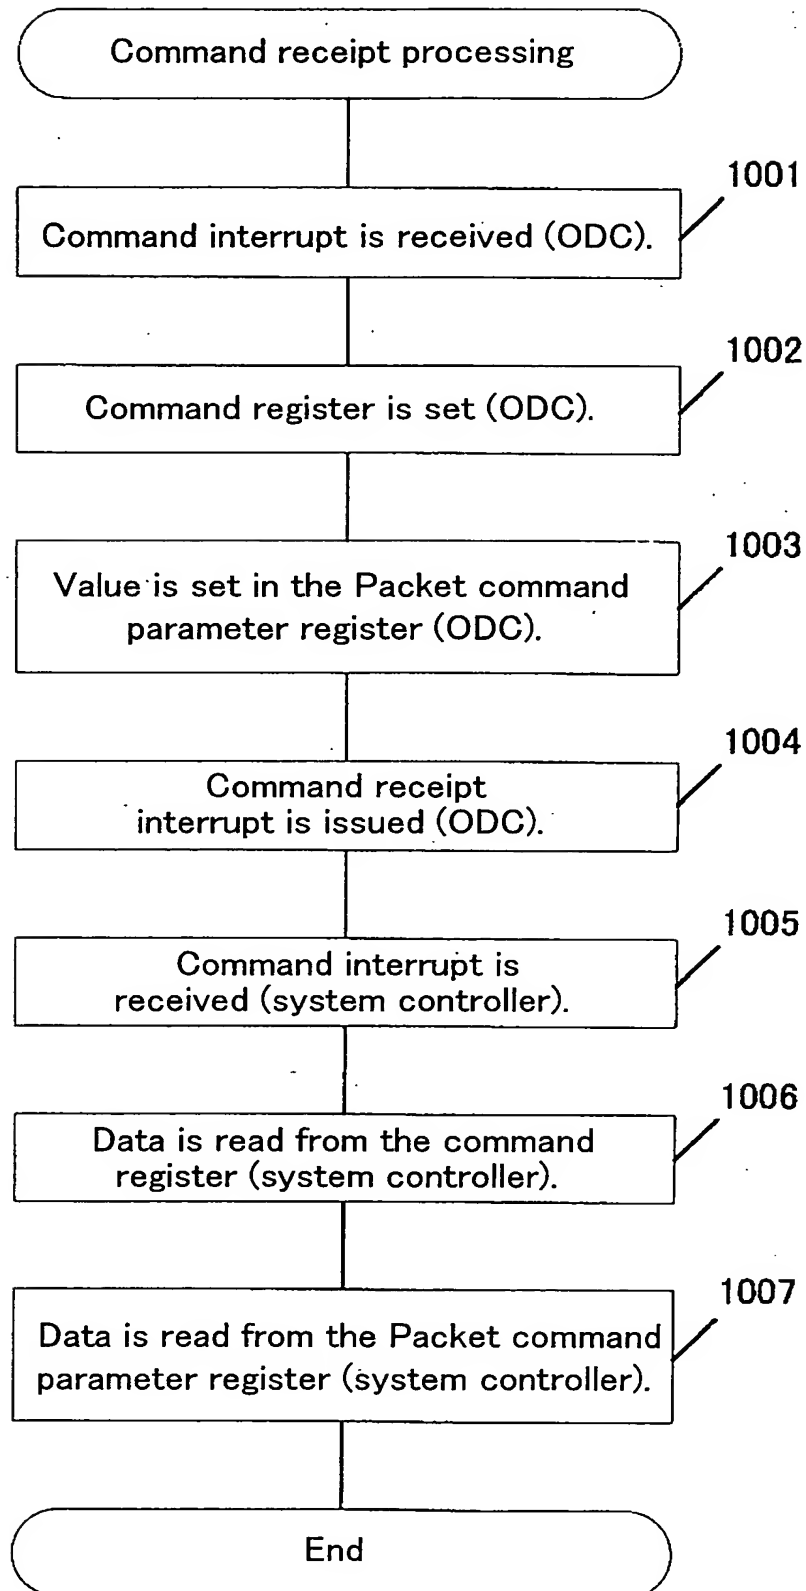 Command receipt processing
1001
Command interrupt is received (ODC).
1002
Command register is set (ODC).
1003
Value is set in the Packet command
parameter register (ODC).
1004
Command receipt
interrupt is issued (ODC).
1005
Command interrupt is
received (system controller).
1006
Data is read from the command
register (system controller).
1007
Data is read from the Packet command
parameter register (system controller).
End